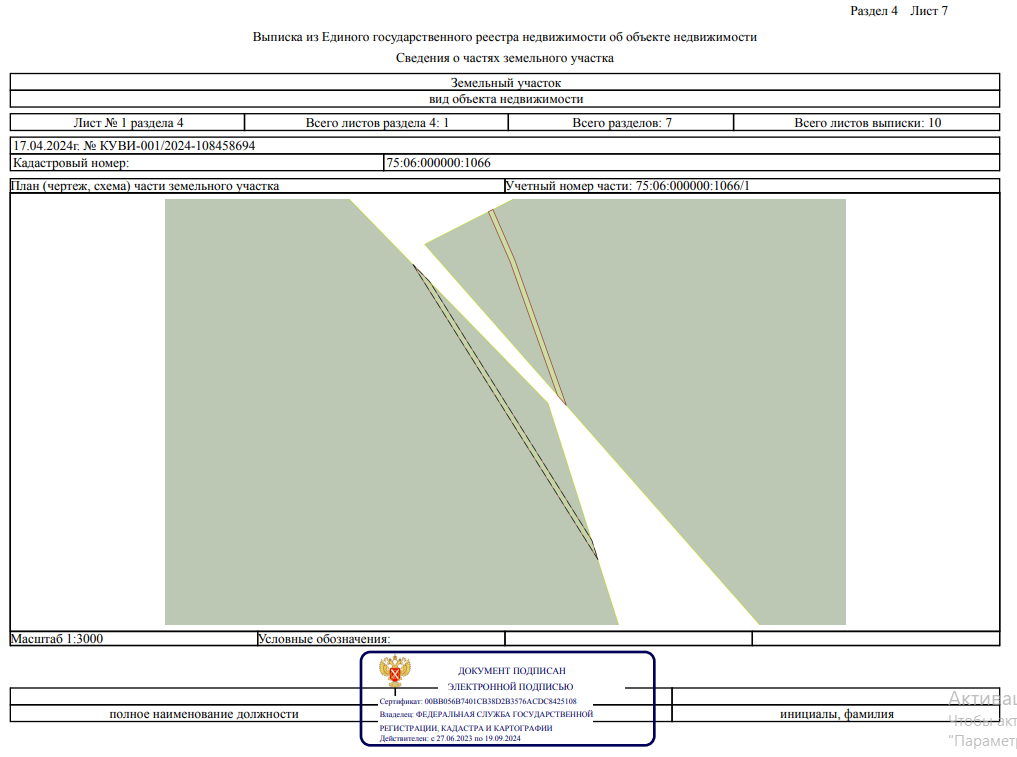 Раздел 4 Лист 7
Выписка из Единого государственного реестра недвижимости об объекте недвижимости
Сведения о частях земельного участка
Земельный участок
вид объекта недвижимости
Лист № 1 раздела 4 Всего листов раздела 4: 1 Всего разделов: 7 Всего листов выписки: 10
17.04.2024г. № КУВИ-001/2024-108458694
Кадастровый номер: 75:06:000000:1066
План (чертеж, схема) части земельного участка Учетный номер части: 75:06:000000:1066/1
Масштаб 1:3000 Условные обозначения:
ДОКУМЕНТ ПОДПИСАН
ЭЛЕКТРОННОЙ ПОДПИСЬЮ
Сертификат: 00BB056B7401CB38D2B3576ACDC8425108
Владелец: ФЕДЕРАЛЬНАЯ СЛУЖБА ГОСУДАРСТВЕННОЙ
РЕГИСТРАЦИИ, КАДАСТРА И КАРТОГРАФИИ
Действителен: с 27.06.2023 по 19.09.2024
полное наименование должности инициалы, фамилия
Активац
Чтобы акт
"Парамет